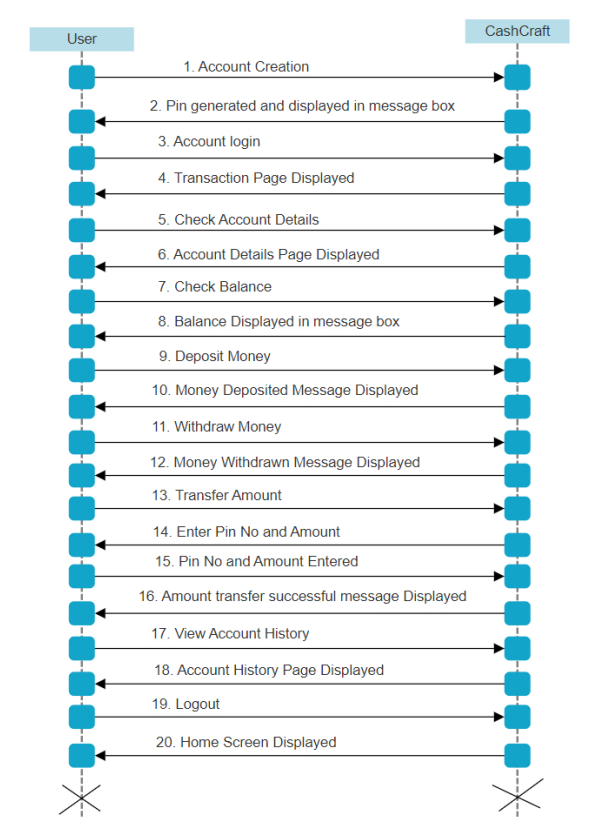 User
CashCraft
1. Account Creation
2. Pin generated and displayed in message box
3. Account login
4. Transaction Page Displayed
5. Check Account Details
6. Account Details Page Displayed
7. Check Balance
8. Balance Displayed in message box
9. Deposit Money
10. Money Deposited Message Displayed
11. Withdraw Money
12. Money Withdrawn Message Displayed
13. Transfer Amount
14. Enter Pin No and Amount
15. Pin No and Amount Entered
16. Amount transfer successful message Displayed
17. View Account History
18. Account History Page Displayed
19. Logout
20. Home Screen Displayed